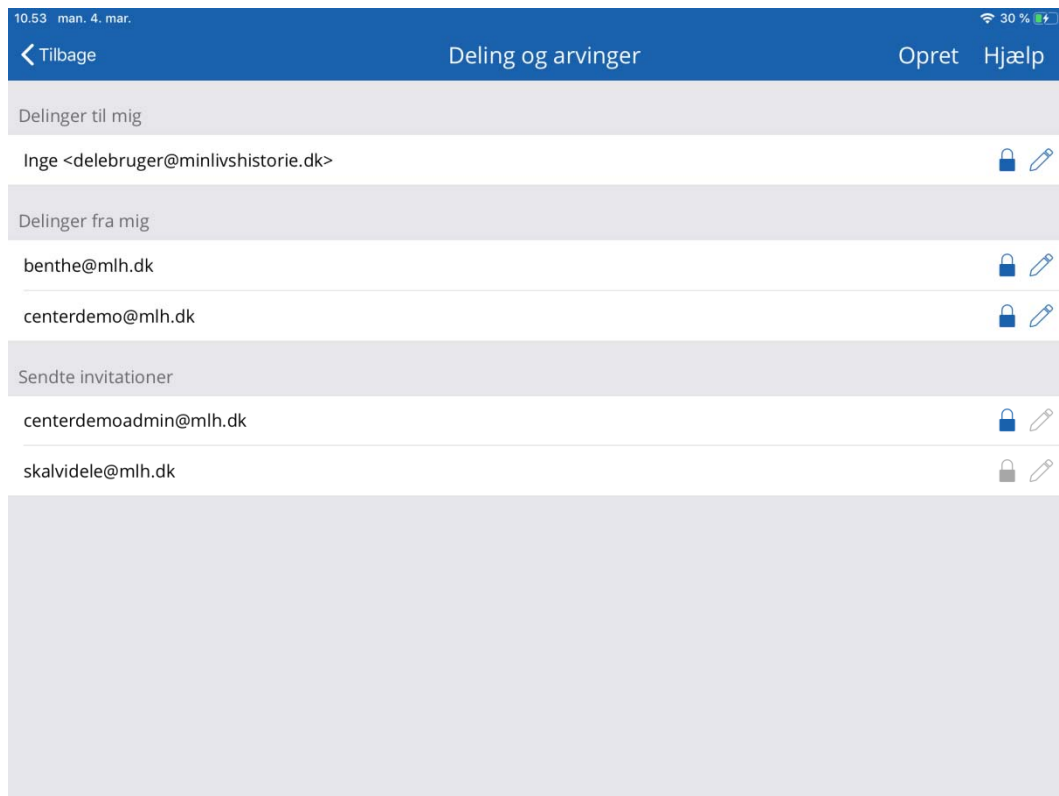 10.53 man. 4. mar. 30 %
Tilbage Deling og arvinger Opret Hjælp
Delinger til mig
Inge <delebruger@minlivshistorie.dk>
Delinger fra mig
benthe@mlh.dk
centerdemo@mlh.dk
Sendte invitationer
centerdemoadmin@mlh.dk
skalvidele@mlh.dk